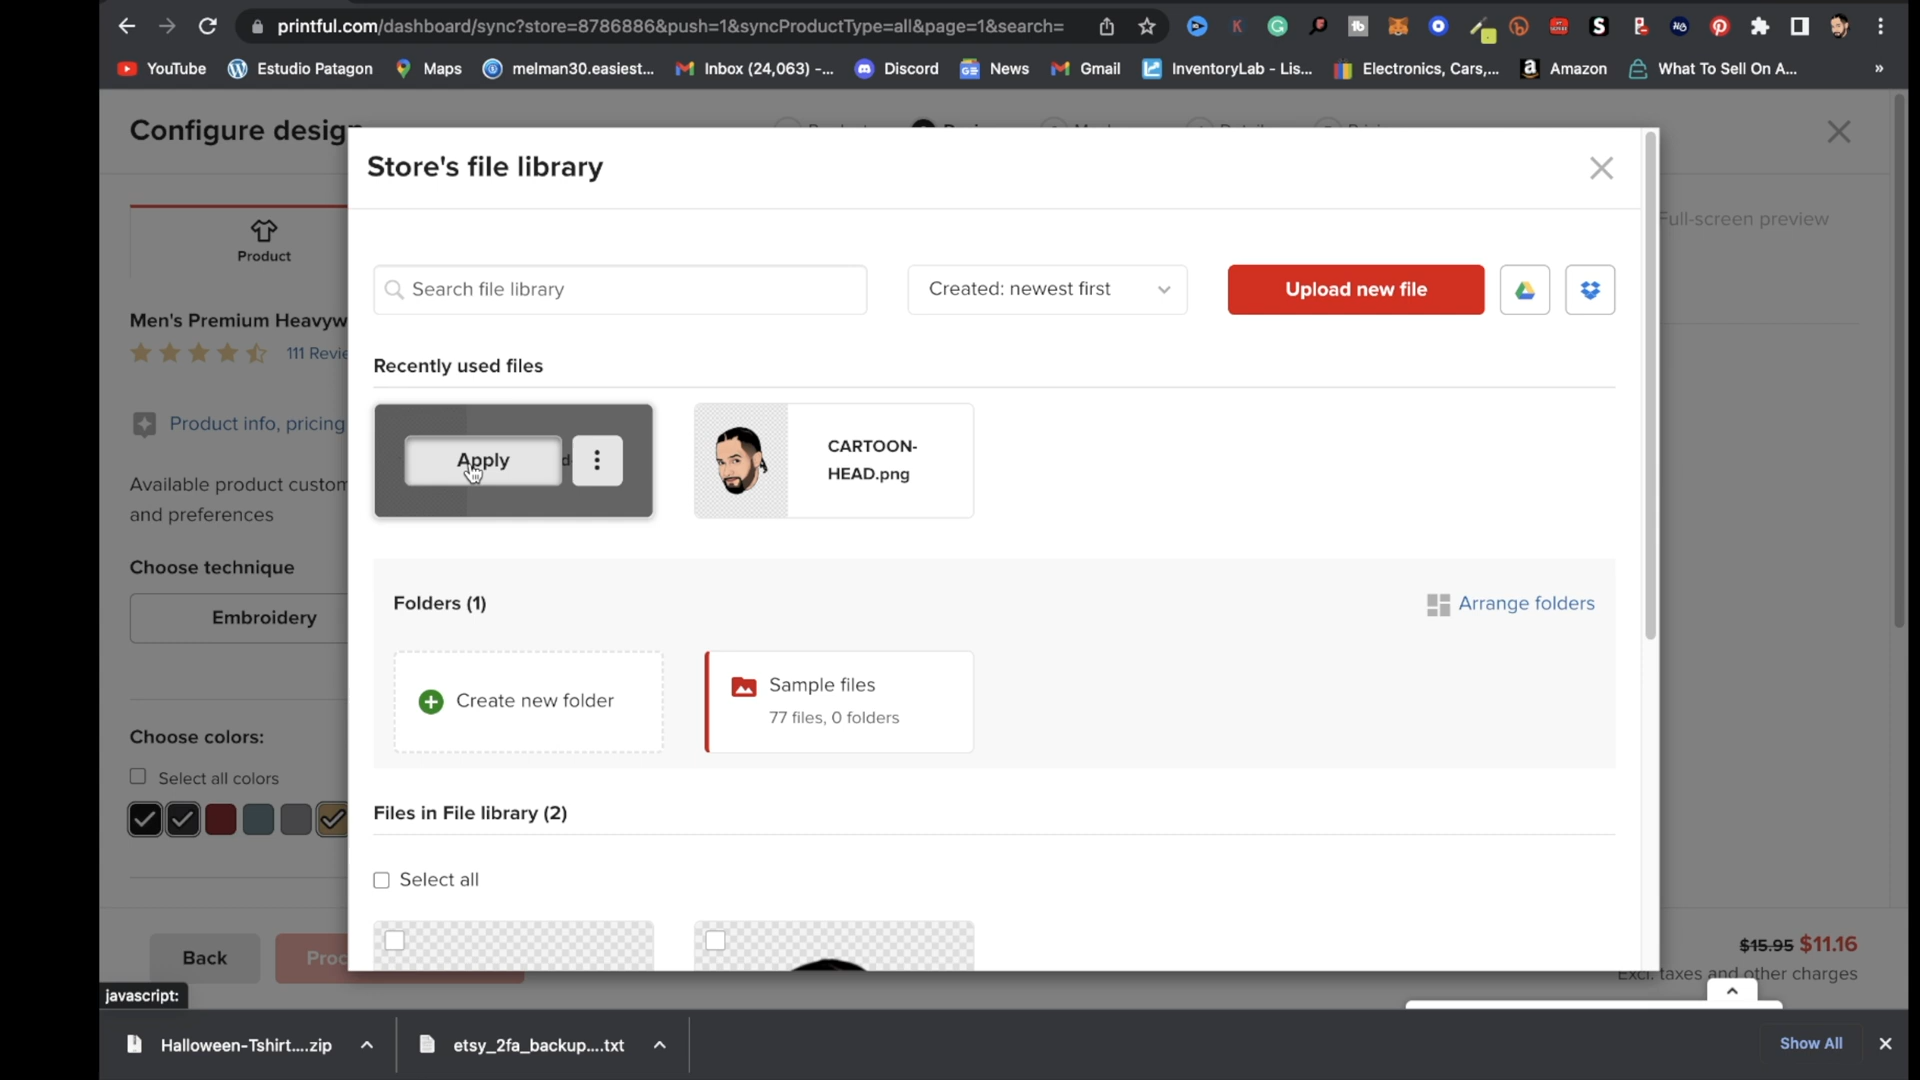 printful.com/dashboard/sync?store=8786886&push=1&syncProductType=all&page=1&search=
YouTube Estudio Patagon Maps melman30.easiest... Inbox (24,063) -... Discord News Gmail InventoryLab - Lis... Electronics, Cars,... Amazon What To Sell On A... »
Configure design
Store's file library
Full-screen preview
Product
Search file library
Created: newest first
Upload new file
Men's Premium Heavyw
111 Revie
Recently used files
Product info, pricing
Apply
CARTOON-
HEAD.png
Available product custom
and preferences
Choose technique
Embroidery
Folders (1)
Arrange folders
Create new folder
Sample files
77 files, 0 folders
Choose colors:
Select all colors
Files in File library (2)
Select all
Back
Proc
$15.95 $11.16
Excl. taxes and other charges
javascript:
Halloween-Tshirt....zip
etsy_2fa_backup....txt
Show All